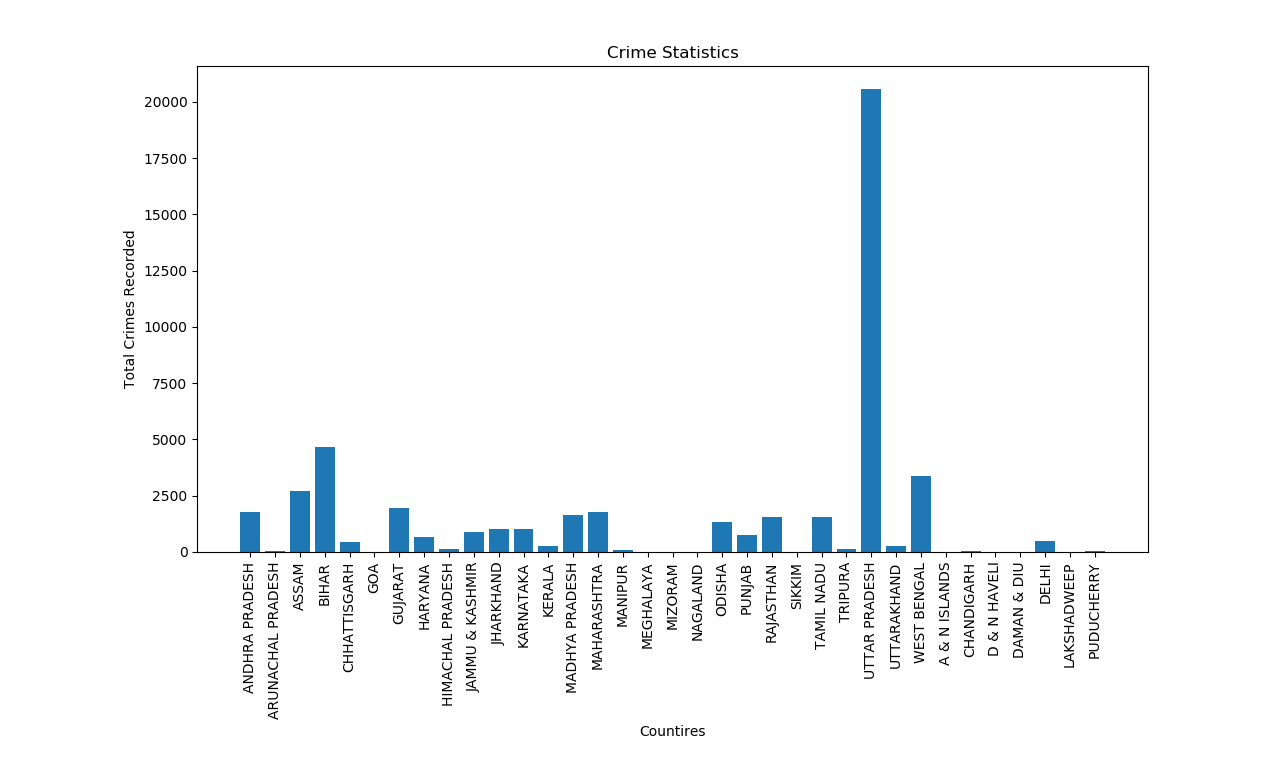 Crime Statistics
Total Crimes Recorded
20000
17500
15000
12500
10000
7500
5000
2500
0
ANDHRA PRADESH
ARUNACHAL PRADESH
ASSAM
BIHAR
CHHATTISGARH
GOA
GUJARAT
HARYANA
HIMACHAL PRADESH
JAMMU & KASHMIR
JHARKHAND
KARNATAKA
KERALA
MADHYA PRADESH
MAHARASHTRA
MANIPUR
MEGHALAYA
MIZORAM
NAGALAND
ODISHA
PUNJAB
RAJASTHAN
SIKKIM
TAMIL NADU
TRIPURA
UTTAR PRADESH
UTTARAKHAND
WEST BENGAL
A & N ISLANDS
CHANDIGARH
D & N HAVELI
DAMAN & DIU
DELHI
LAKSHADWEEP
PUDUCHERRY
Countires